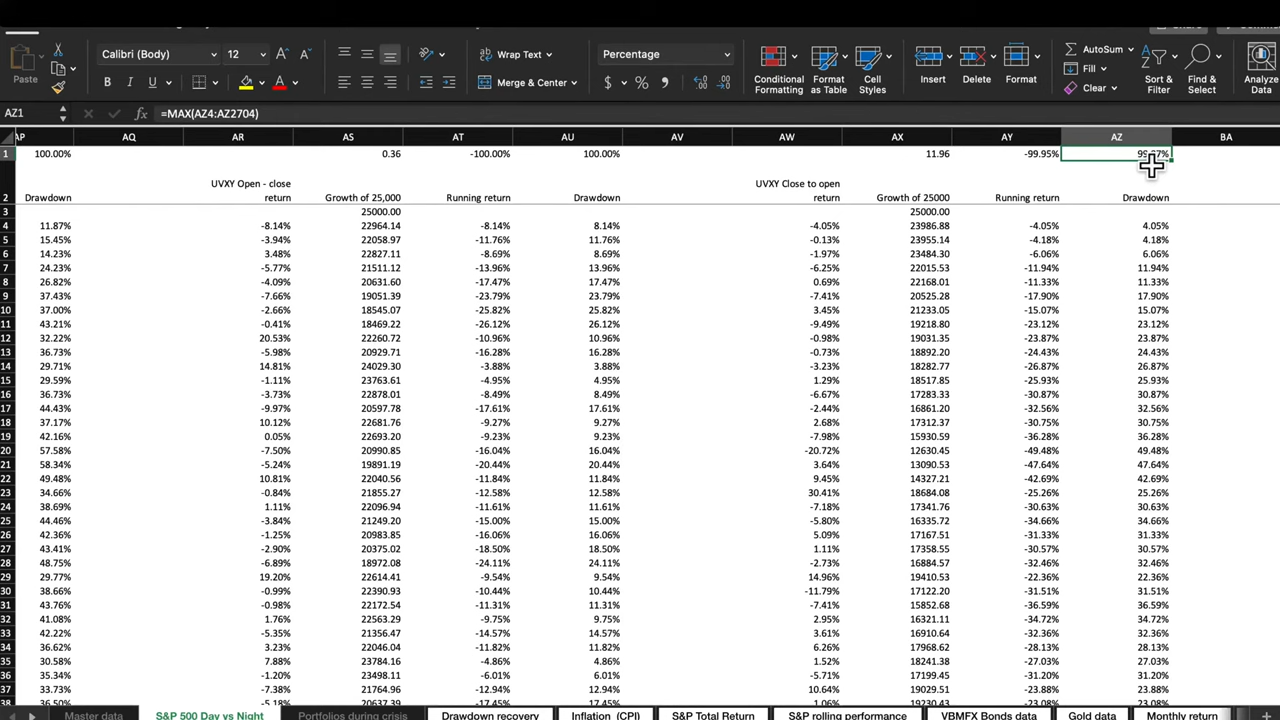 Calibri (Body) 12 Wrap Text Percentage AutoSum
Paste B I U Merge & Center $ % Conditional Formatting Format as Table Cell Styles Insert Delete Format Fill Clear Sort & Filter Find & Select Analyze Data
AZ1 fx =MAX(AZ4:AZ2704)
AP AQ AR AS AT AU AV AW AX AY AZ BA
1 100.00% 0.36 -100.00% 100.00% 11.96 -99.95%
UVXY Open - close UVXY Close to open
2 Drawdown return Growth of 25,000 Running return Drawdown return Growth of 25000 Running return Drawdown
3 25000.00 25000.00
4 11.87% -8.14% 22964.14 -8.14% 8.14% -4.05% 23986.88 -4.05% 4.05%
5 15.45% -3.94% 22058.97 -11.76% 11.76% -0.13% 23955.14 -4.18% 4.18%
6 14.23% 3.48% 22827.11 -8.69% 8.69% -1.97% 23484.30 -6.06% 6.06%
7 24.23% -5.77% 21511.12 -13.96% 13.96% -6.25% 22015.53 -11.94% 11.94%
8 26.82% -4.09% 20631.60 -17.47% 17.47% 0.69% 22168.01 -11.33% 11.33%
9 37.43% -7.66% 19051.39 -23.79% 23.79% -7.41% 20525.28 -17.90% 17.90%
10 37.00% -2.66% 18545.07 -25.82% 25.82% 3.45% 21233.05 -15.07% 15.07%
11 43.21% -0.41% 18469.22 -26.12% 26.12% -9.49% 19218.80 -23.12% 23.12%
12 32.22% 20.53% 22260.72 -10.96% 10.96% -0.98% 19031.35 -23.87% 23.87%
13 36.73% -5.98% 20929.71 -16.28% 16.28% -0.73% 18892.20 -24.43% 24.43%
14 29.71% 14.81% 24029.30 -3.88% 3.88% -3.23% 18282.77 -26.87% 26.87%
15 29.59% -1.11% 23763.61 -4.95% 4.95% 1.29% 18517.85 -25.93% 25.93%
16 36.73% -3.73% 22878.01 -8.49% 8.49% -6.67% 17283.33 -30.87% 30.87%
17 44.43% -9.97% 20597.78 -17.61% 17.61% -2.44% 16861.20 -32.56% 32.56%
18 37.17% 10.12% 22681.76 -9.27% 9.27% 2.68% 17312.37 -30.75% 30.75%
19 42.16% 0.05% 22693.20 -9.23% 9.23% -7.98% 15930.59 -36.28% 36.28%
20 57.58% -7.50% 20990.85 -16.04% 16.04% -20.72% 12630.45 -49.48% 49.48%
21 58.34% -5.24% 19891.19 -20.44% 20.44% 3.64% 13090.53 -47.64% 47.64%
22 49.48% 10.81% 22040.56 -11.84% 11.84% 9.45% 14327.21 -42.69% 42.69%
23 34.66% -0.84% 21855.27 -12.58% 12.58% 30.41% 18684.08 -25.26% 25.26%
24 38.69% 1.11% 22096.94 -11.61% 11.61% -7.18% 17341.76 -30.63% 30.63%
25 44.46% -3.84% 21249.20 -15.00% 15.00% -5.80% 16335.72 -34.66% 34.66%
26 42.36% -1.25% 20983.85 -16.06% 16.06% 5.09% 17167.51 -31.33% 31.33%
27 43.41% -2.90% 20375.02 -18.50% 18.50% 1.11% 17358.55 -30.57% 30.57%
28 48.75% -6.89% 18972.08 -24.11% 24.11% -2.73% 16884.57 -32.46% 32.46%
29 29.77% 19.20% 22614.41 -9.54% 9.54% 14.96% 19410.53 -22.36% 22.36%
30 38.66% -0.99% 22390.93 -10.44% 10.44% -11.79% 17122.20 -31.51% 31.51%
31 43.76% -0.98% 22172.54 -11.31% 11.31% -7.41% 15852.68 -36.59% 36.59%
32 41.08% 1.76% 22563.29 -9.75% 9.75% 2.95% 16321.11 -34.72% 34.72%
33 42.22% -5.35% 21356.47 -14.57% 14.57% 3.61% 16910.64 -32.36% 32.36%
34 36.62% 3.23% 22046.04 -11.82% 11.82% 6.26% 17968.62 -28.13% 28.13%
35 30.58% 7.88% 23784.16 -4.86% 4.86% 1.52% 18241.38 -27.03% 27.03%
36 35.34% -1.20% 23497.52 -6.01% 6.01% -5.71% 17199.45 -31.20% 31.20%
37 33.73% -7.38% 21764.96 -12.94% 12.94% 10.64% 19029.51 -23.88% 23.88%
38 36.50% -5.18% 20637.39 -17.45% 17.45% 1.06%
Master data S&P 500 Day vs Night Portfolios during crisis Drawdown recovery Inflation (CPI) S&P Total Return S&P rolling performance VBMFX Bonds data Gold data Monthly return